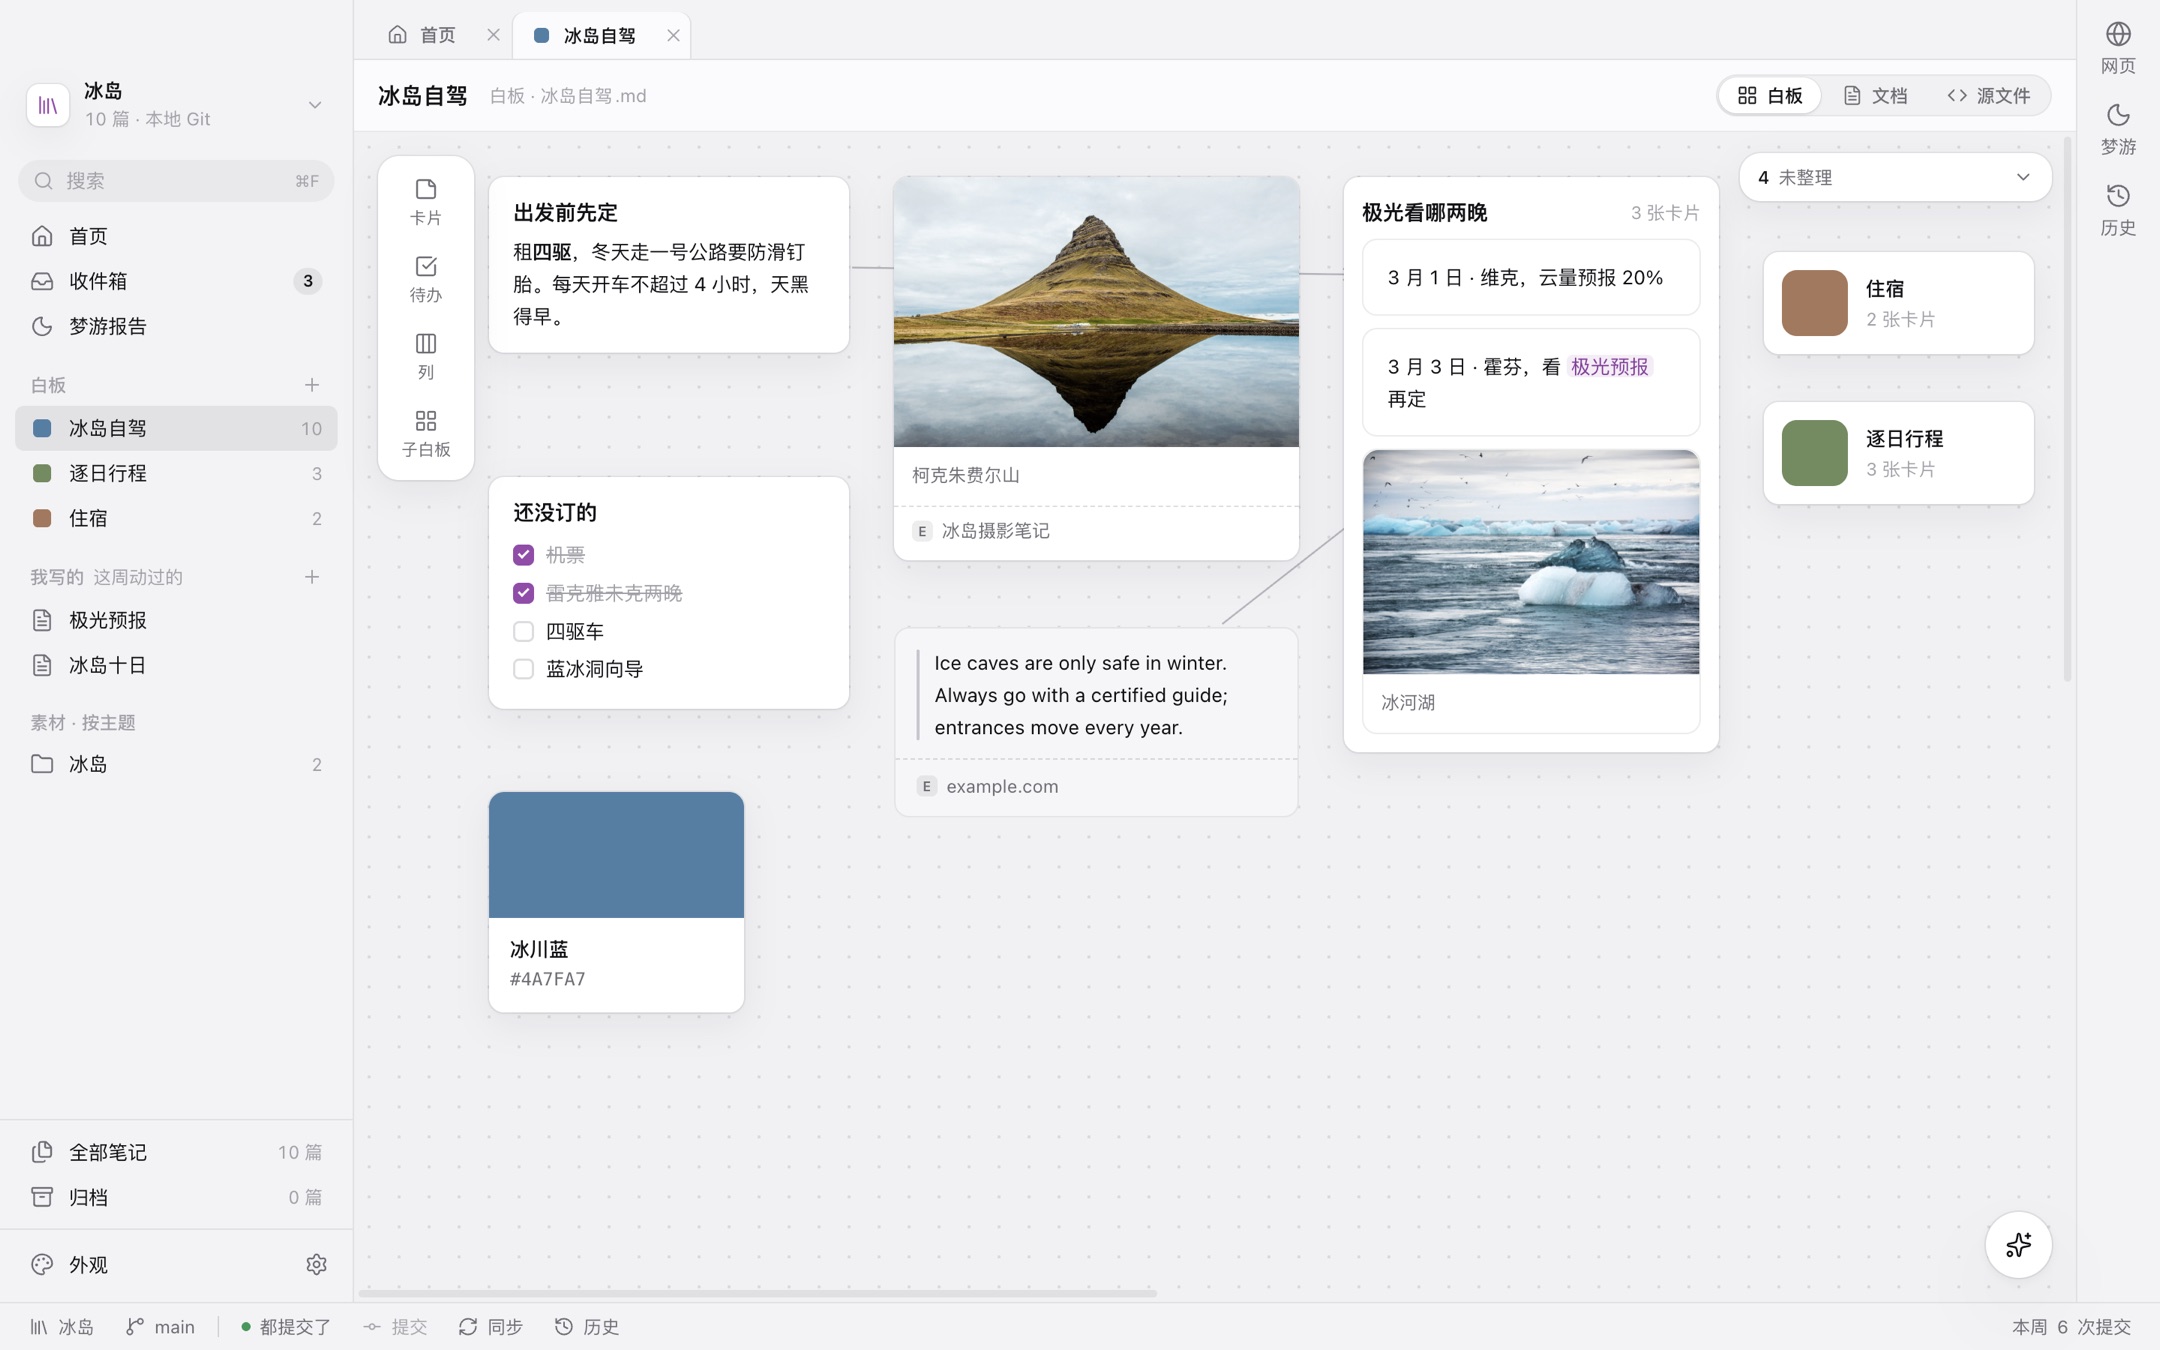 冰岛
10 篇 · 本地 Git
搜索 ⌘F
首页
收件箱 3
梦游报告
白板
冰岛自驾 10
逐日行程 3
住宿 2
我写的 这周动过的
极光预报
冰岛十日
素材 · 按主题
冰岛 2
全部笔记 10 篇
归档 0 篇
外观
首页
冰岛自驾
冰岛自驾 白板 · 冰岛自驾.md
白板 文档 源文件
卡片
待办
列
子白板
出发前先定
租四驱，冬天走一号公路要防滑钉
胎。每天开车不超过 4 小时，天黑
得早。
还没订的
机票
雷克雅未克两晚
四驱车
蓝冰洞向导
冰川蓝
#4A7FA7
柯克朱费尔山
E 冰岛摄影笔记
Ice caves are only safe in winter.
Always go with a certified guide;
entrances move every year.
E example.com
极光看哪两晚 3 张卡片
3 月 1 日 · 维克，云量预报 20%
3 月 3 日 · 霍芬，看 极光预报
再定
冰河湖
4 未整理
住宿
2 张卡片
逐日行程
3 张卡片
网页
梦游
历史
冰岛 main 都提交了 提交 同步 历史
本周 6 次提交